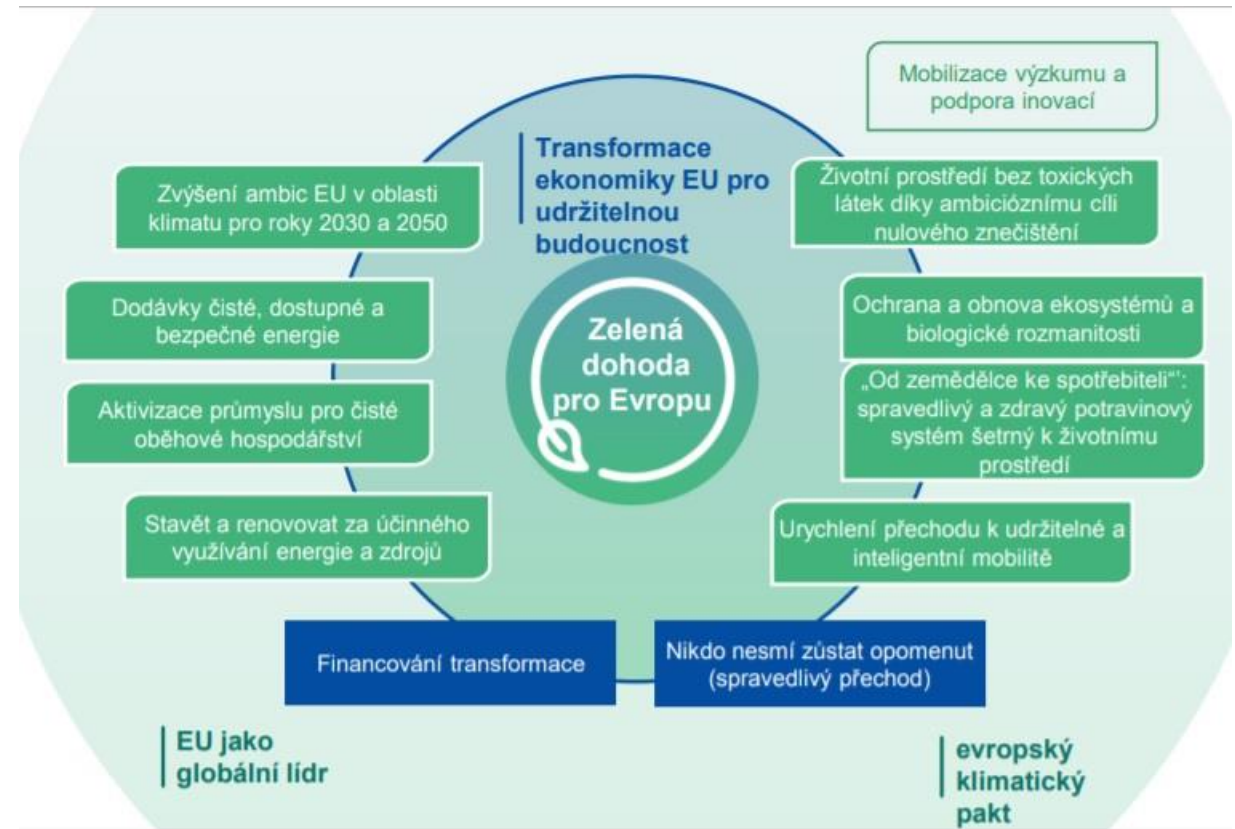 Mobilizace výzkumu a
podpora inovací
Transformace
ekonomiky EU pro
udržitelnou
budoucnost
Zvýšení ambic EU v oblasti
klimatu pro roky 2030 a 2050
Životní prostředí bez toxických
látek díky ambicióznímu cíli
nulového znečištění
Dodávky čisté, dostupné a
bezpečné energie
Ochrana a obnova ekosystémů a
biologické rozmanitosti
Zelená
dohoda
pro Evropu
Aktivizace průmyslu pro čisté
oběhové hospodářství
„Od zemědělce ke spotřebiteli“':
spravedlivý a zdravý potravinový
systém šetrný k životnímu
prostředí
Stavět a renovovat za účinného
využívání energie a zdrojů
Urychlení přechodu k udržitelné a
inteligentní mobilitě
Financování transformace
Nikdo nesmí zůstat opomenut
(spravedlivý přechod)
EU jako
globální lídr
evropský
klimatický
pakt